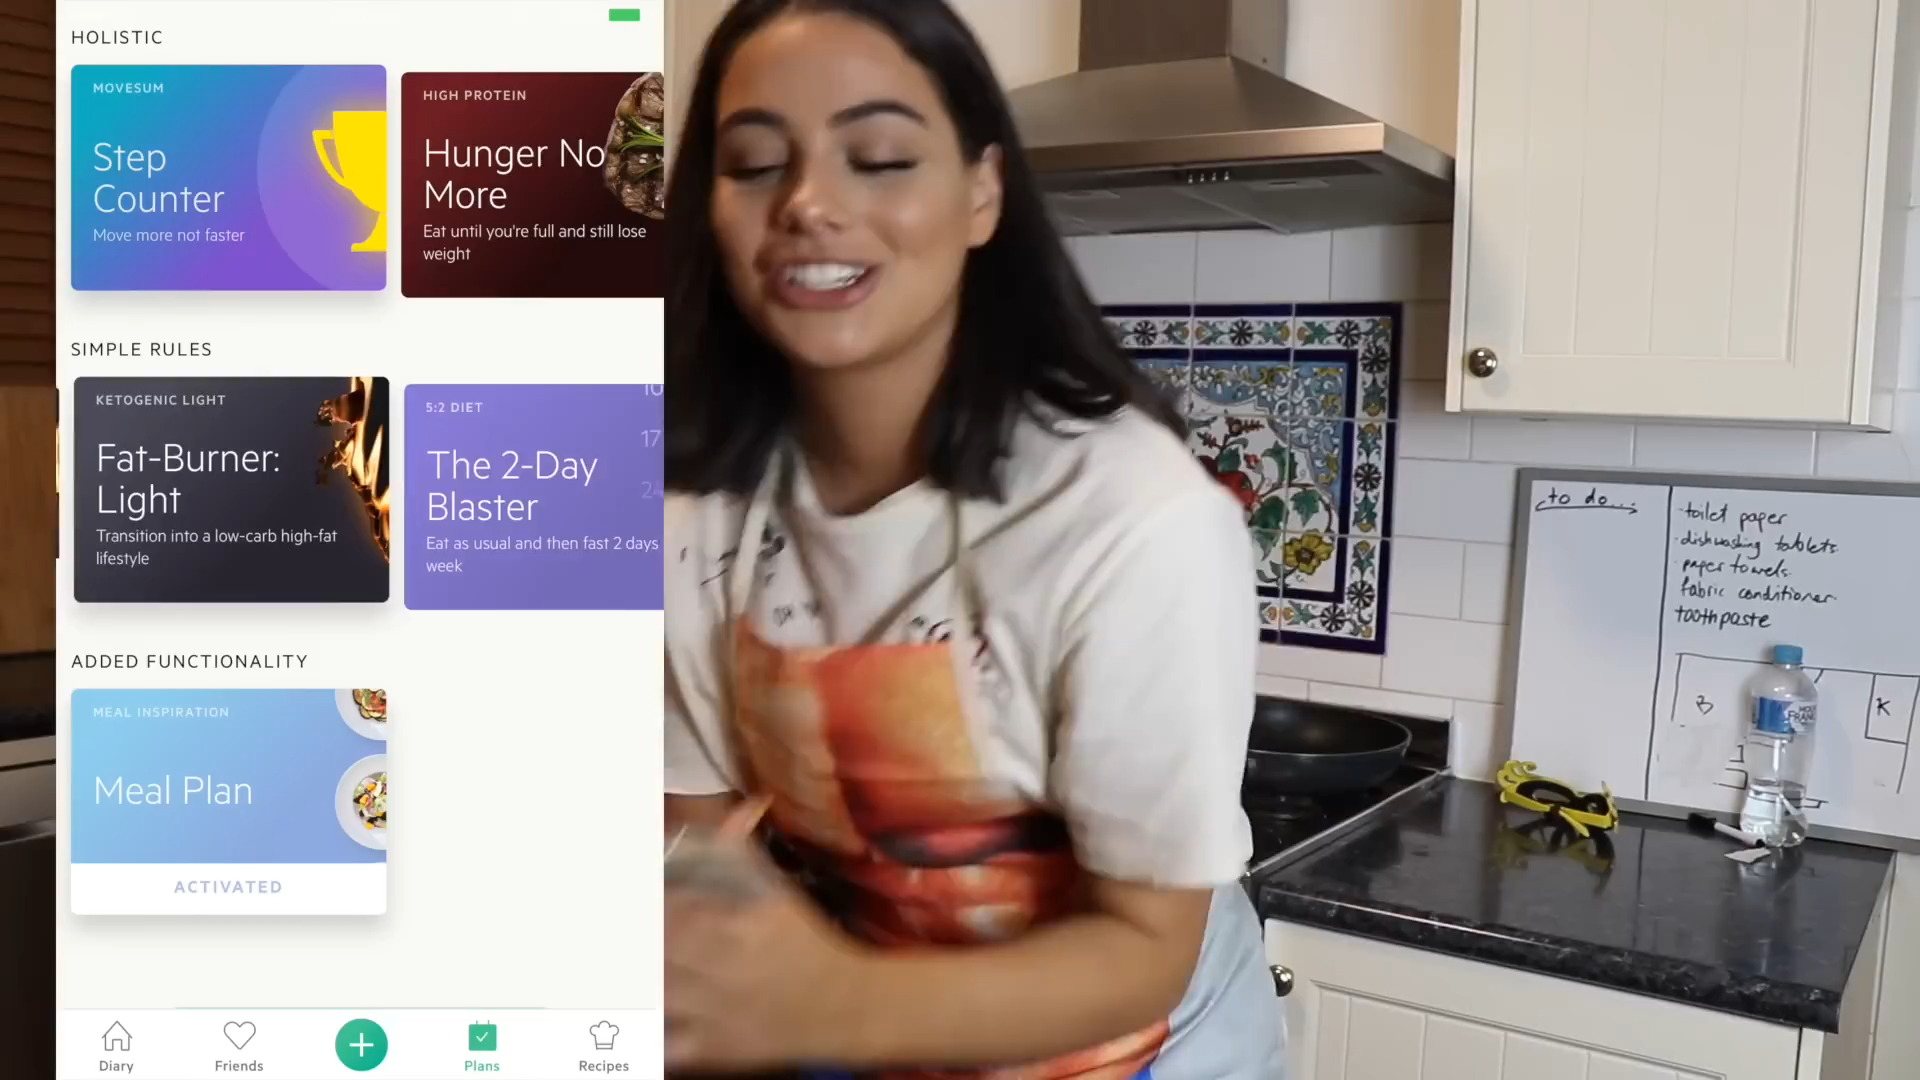 HOLISTIC
MOVESUM
Step
Counter
Move more not faster
HIGH PROTEIN
Hunger No
More
Eat until you're full and still lose
weight
SIMPLE RULES
KETOGENIC LIGHT
Fat-Burner:
Light
Transition into a low-carb high-fat
lifestyle
5:2 DIET
The 2-Day
Blaster
Eat as usual and then fast 2 days
week
10
17
24
ADDED FUNCTIONALITY
MEAL INSPIRATION
Meal Plan
ACTIVATED
Diary
Friends
Plans
Recipes
to do...
toilet paper
dishwashing tablets
paper towels
fabric conditioner
toothpaste
B
K